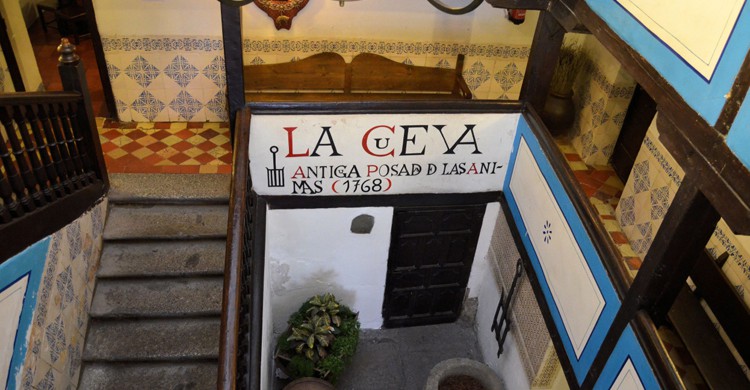 LA CUEVA
ANTIGA POSAD D LAS ANI-
MAS (1768)